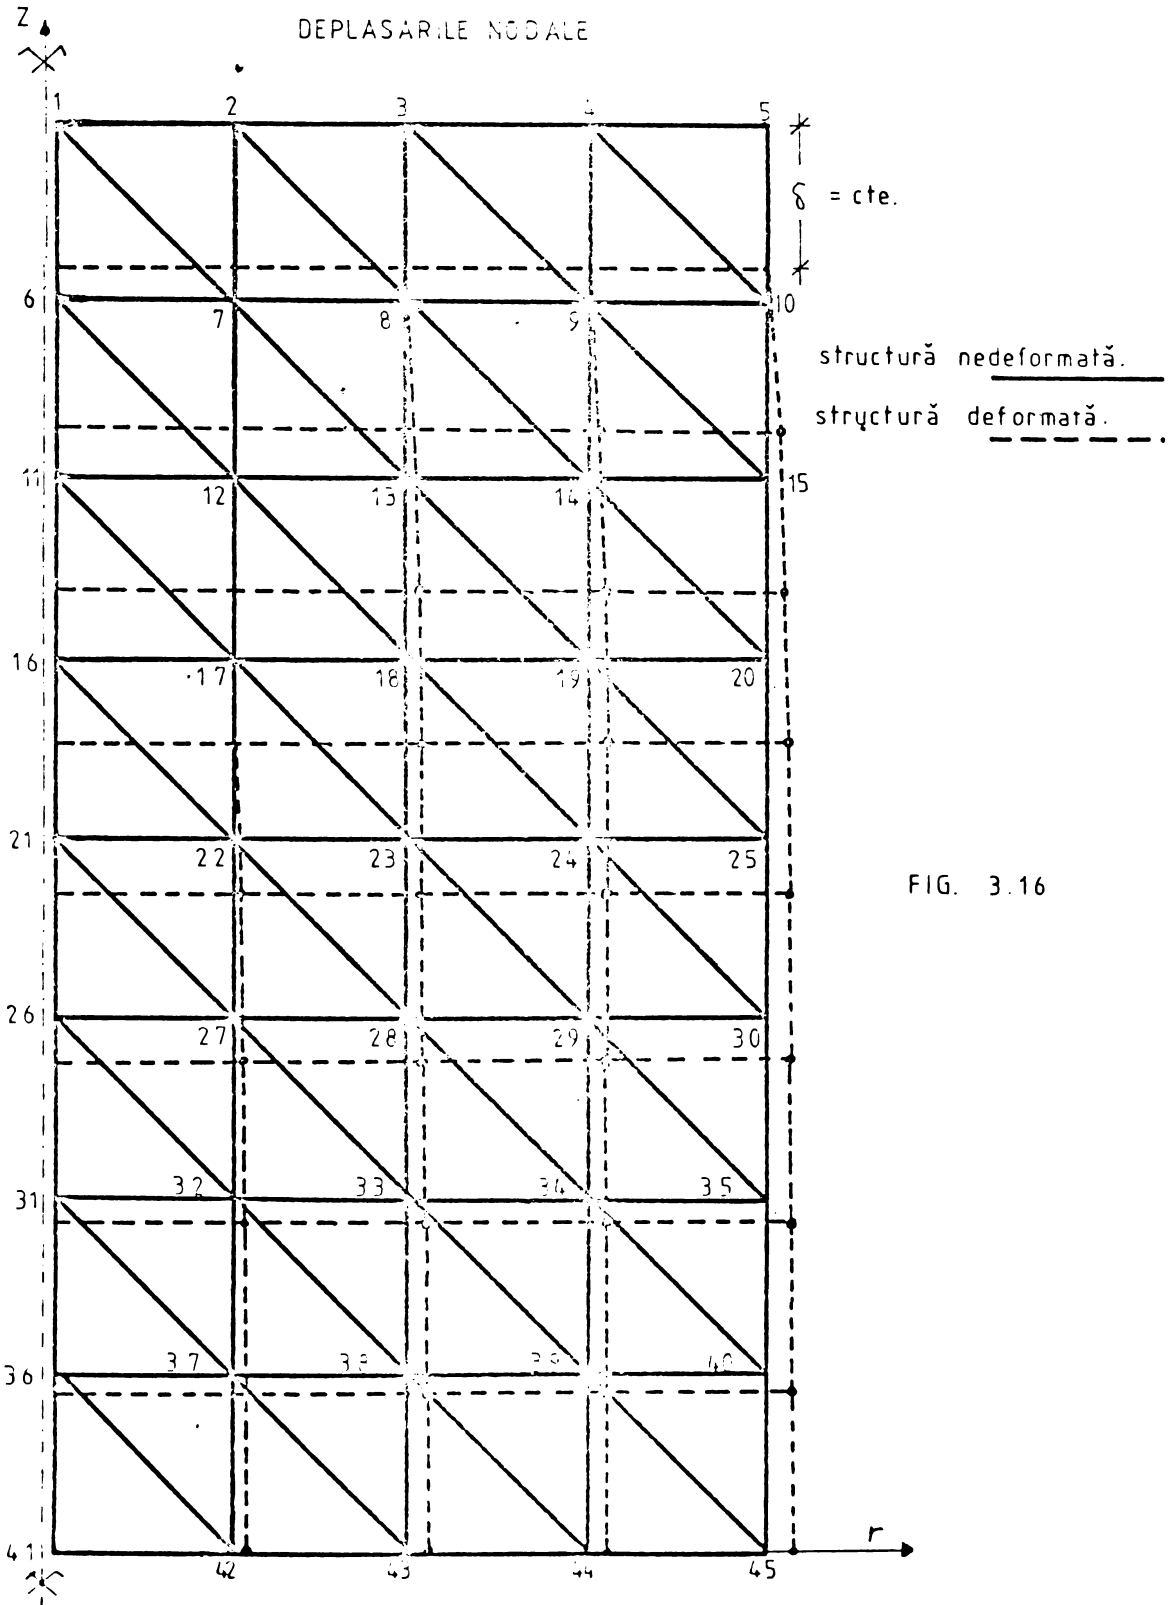 Z
DEPLASARILE NODALE
1 2 3 4 5
δ = cte.
6 7 8 9 10
structură nedeformată.
structură deformată.
11 12 13 14 15
16 17 18 19 20
21 22 23 24 25
FIG. 3.16
26 27 28 29 30
31 32 33 34 35
36 37 38 39 40
r
41 42 43 44 45